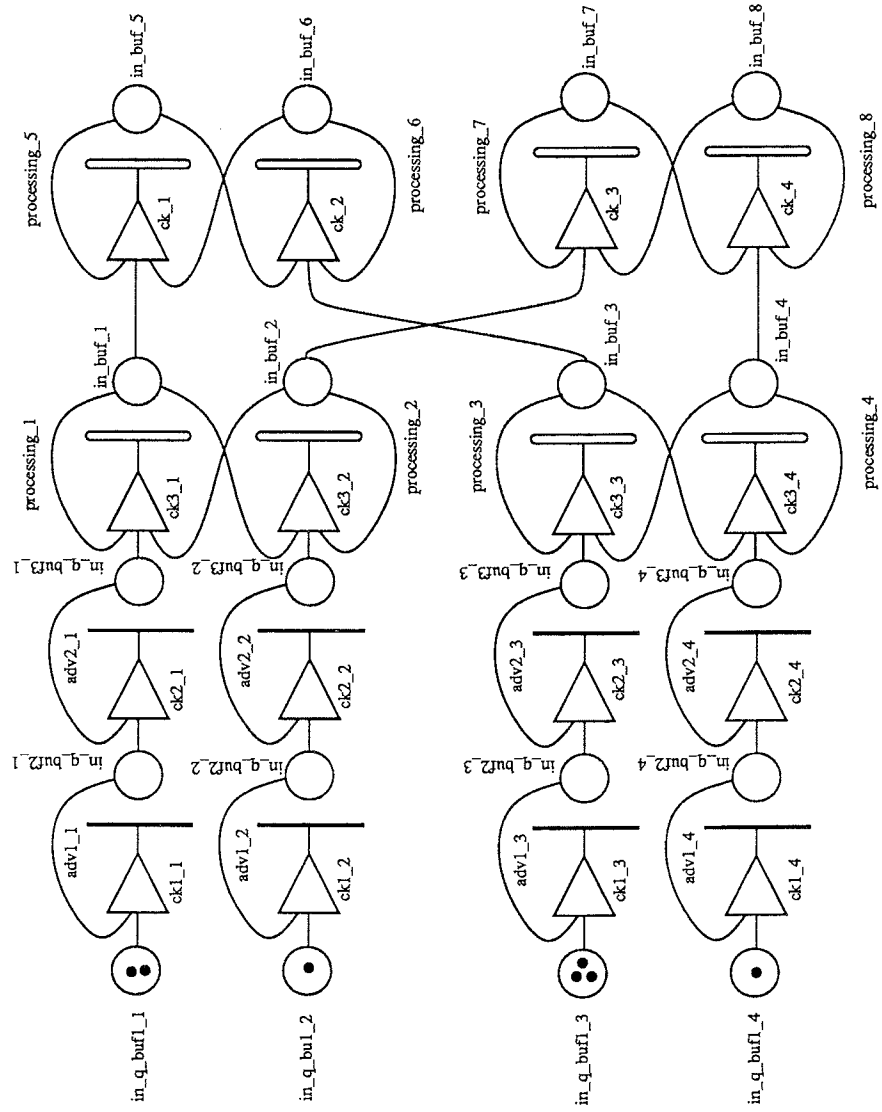 in_buf_5
in_buf_6
in_buf_7
in_buf_8
processing_5
processing_6
processing_7
processing_8
ck_1
ck_2
ck_3
ck_4
in_buf_1
in_buf_2
in_buf_3
in_buf_4
processing_1
processing_2
processing_3
processing_4
ck3_1
ck3_2
ck3_3
ck3_4
in_q_buf3_1
in_q_buf3_2
in_q_buf3_3
in_q_buf3_4
adv2_1
adv2_2
adv2_3
adv2_4
ck2_1
ck2_2
ck2_3
ck2_4
in_q_buf2_1
in_q_buf2_2
in_q_buf2_3
in_q_buf2_4
adv1_1
adv1_2
adv1_3
adv1_4
ck1_1
ck1_2
ck1_3
ck1_4
in_q_buf1_1
in_q_bu1_2
in_q_buf1_3
in_q_buf1_4